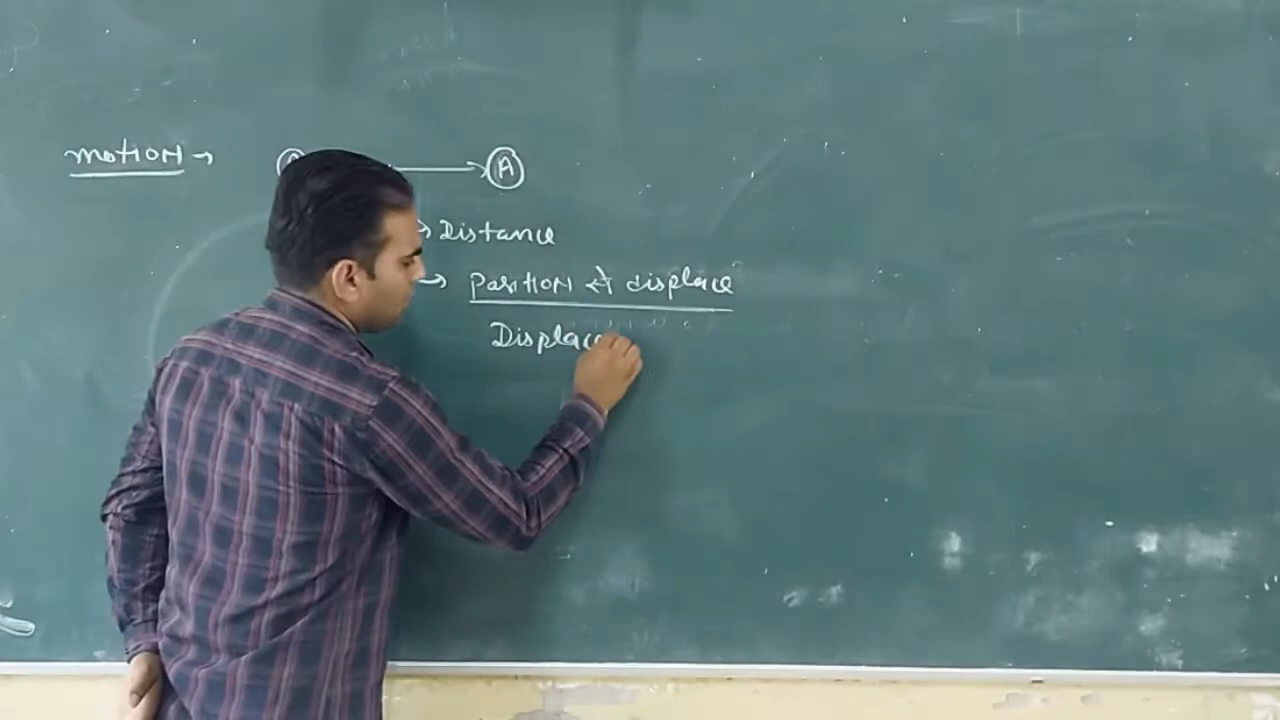 motion →
A → A
→ Distance
→ Position से displace
Displace